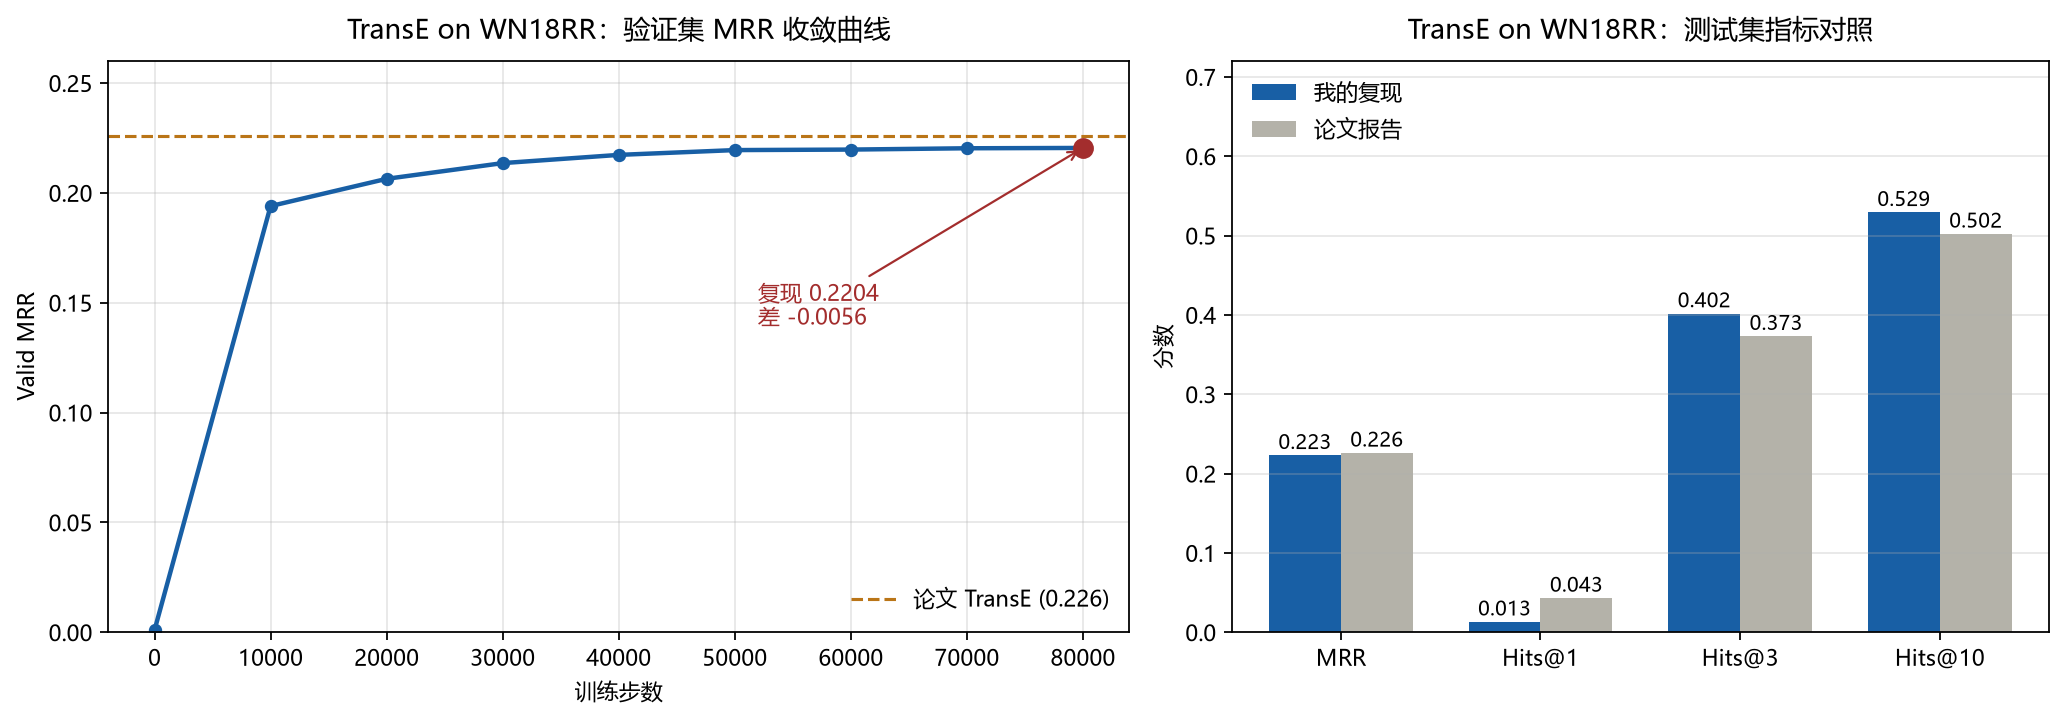 TransE on WN18RR：验证集 MRR 收敛曲线
Valid MRR
0.25
0.20
0.15
0.10
0.05
0.00
复现 0.2204
差 -0.0056
论文 TransE (0.226)
0 10000 20000 30000 40000 50000 60000 70000 80000
训练步数
TransE on WN18RR：测试集指标对照
分数
0.7
0.6
0.5
0.4
0.3
0.2
0.1
0.0
我的复现
论文报告
0.223 0.226
0.013 0.043
0.402 0.373
0.529 0.502
MRR Hits@1 Hits@3 Hits@10